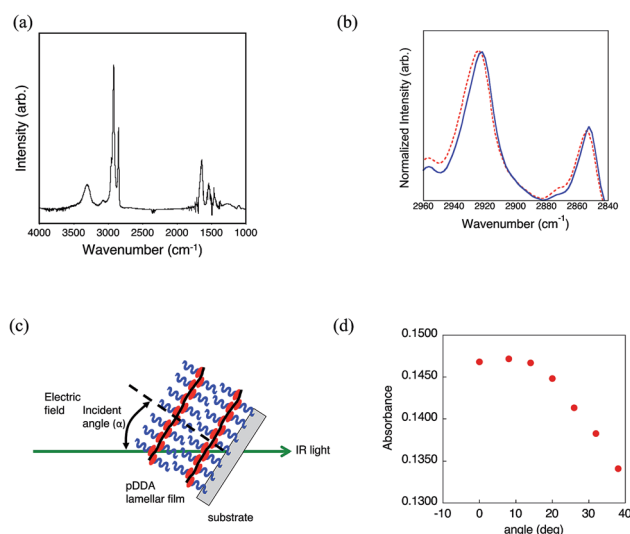 (a)
Intensity (arb.)
4000 3500 3000 2500 2000 1500 1000
Wavenumber (cm-1)
(b)
Normalized Intensity (arb.)
2960 2940 2920 2900 2880 2860 2840
Wavenumber (cm-1)
(c)
Electric
field
Incident
angle (α)
IR light
pDDA
lamellar film
substrate
(d)
0.1500
0.1450
0.1400
0.1350
0.1300
Absorbance
-10 0 10 20 30 40
angle (deg)